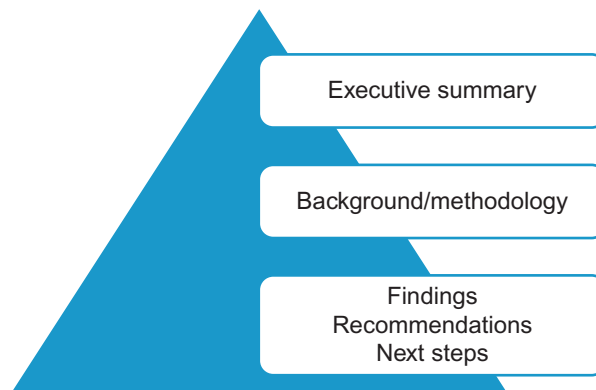 Executive summary
Background/methodology
Findings
Recommendations
Next steps